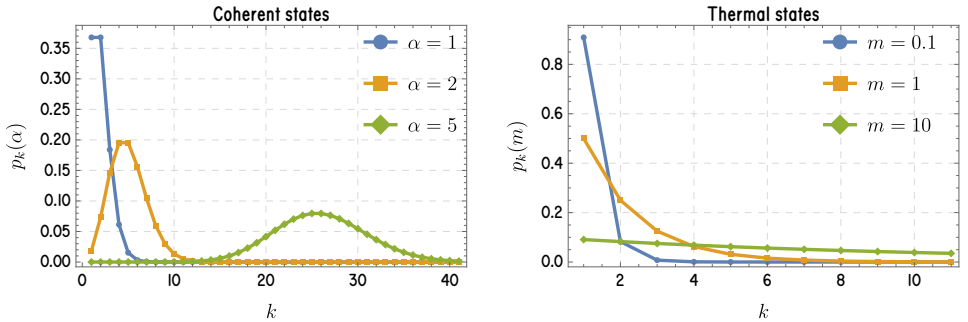 Coherent states
p_k(α)
0.35
0.30
0.25
0.20
0.15
0.10
0.05
0.00
0 10 20 30 40
k
α = 1
α = 2
α = 5
Thermal states
p_k(m)
0.8
0.6
0.4
0.2
0.0
2 4 6 8 10
k
m = 0.1
m = 1
m = 10